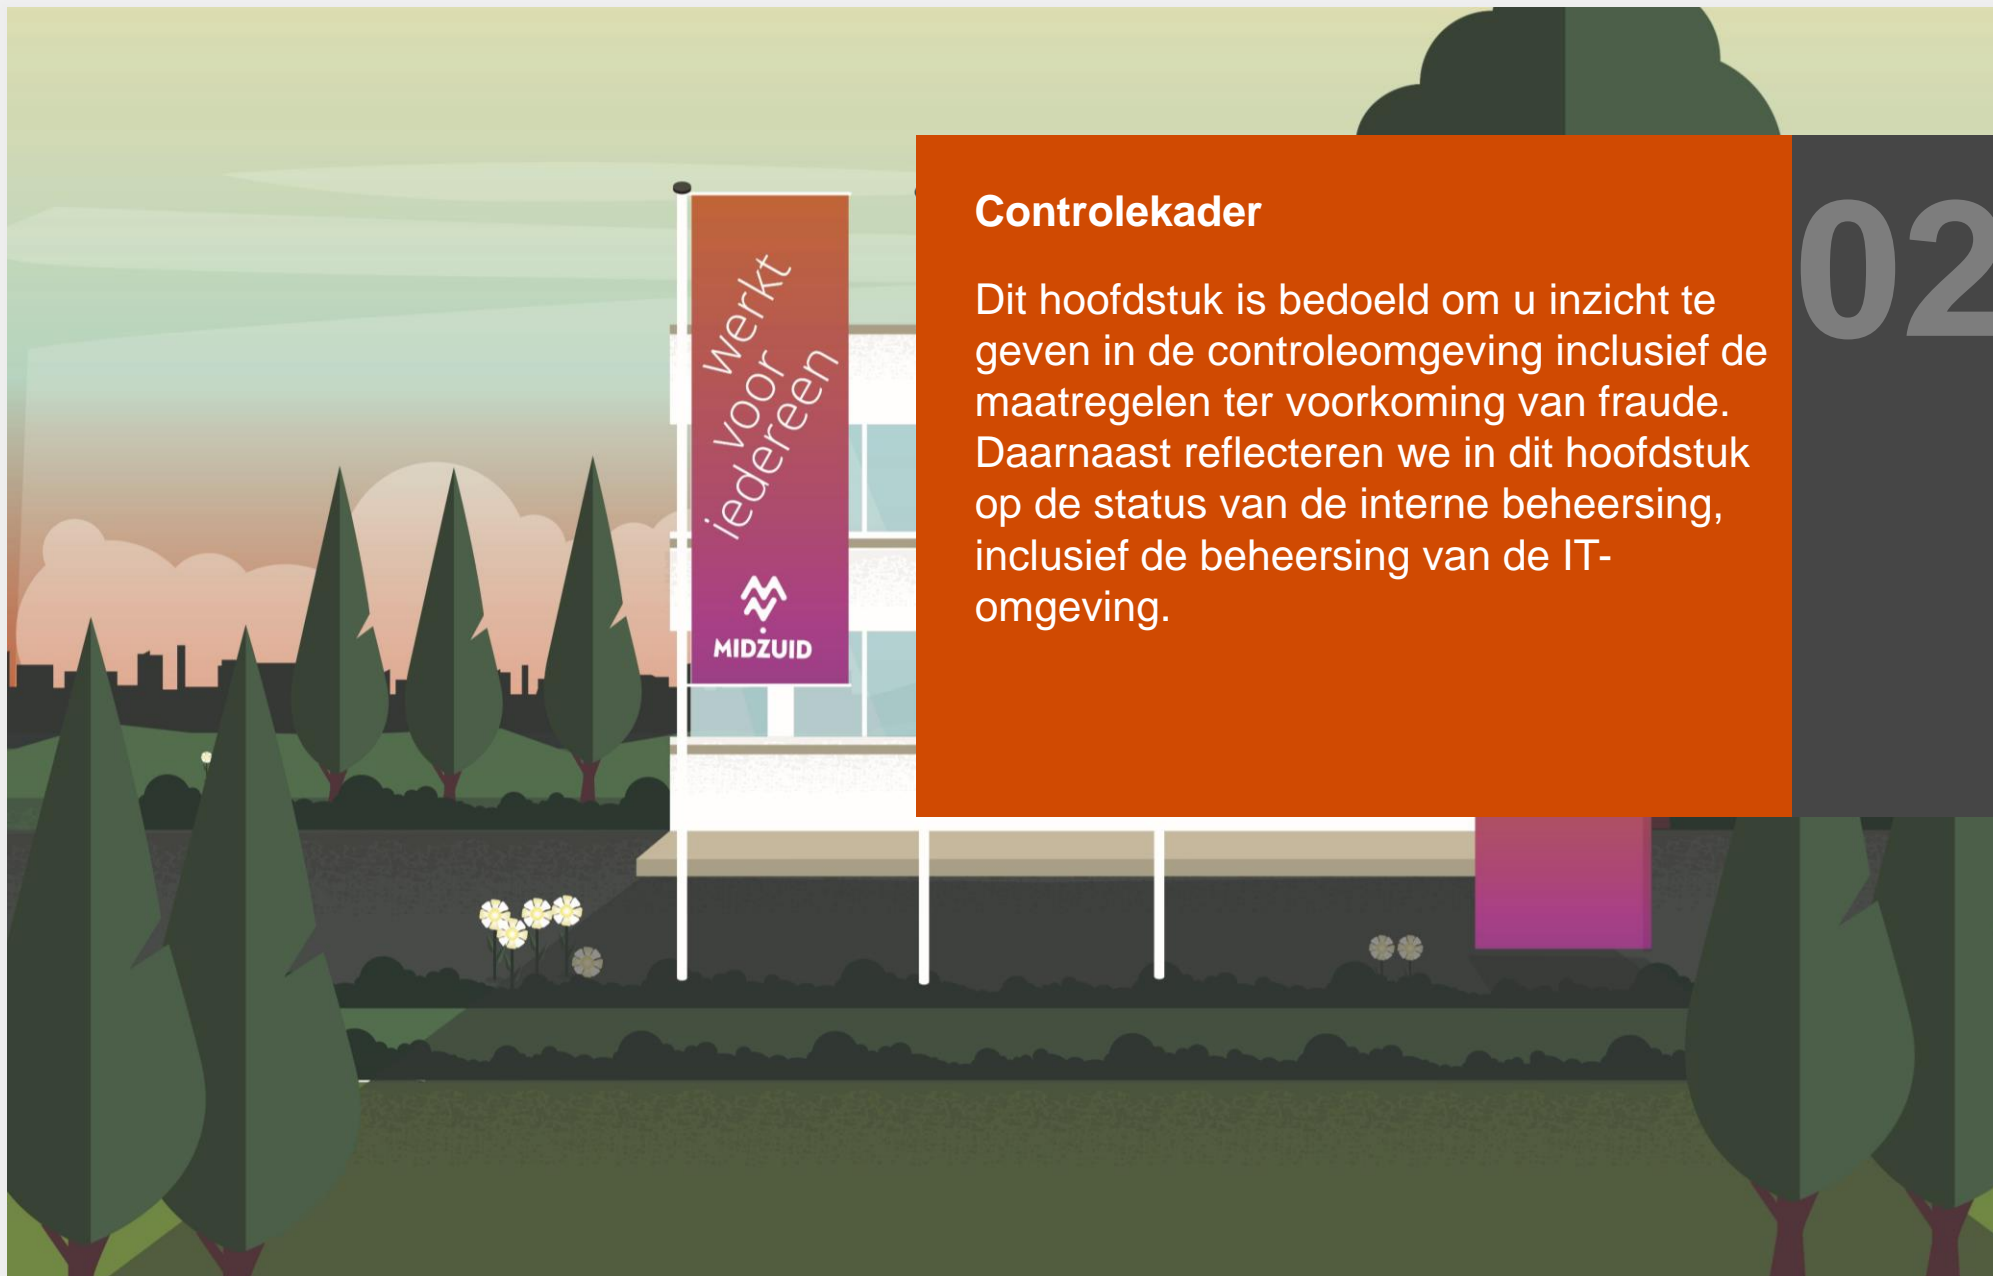 Controlekader
02
Dit hoofdstuk is bedoeld om u inzicht te
geven in de controleomgeving inclusief de
maatregelen ter voorkoming van fraude.
Daarnaast reflecteren we in dit hoofdstuk
op de status van de interne beheersing,
inclusief de beheersing van de IT-
omgeving.
werkt
voor
iedereen
MIDZUID